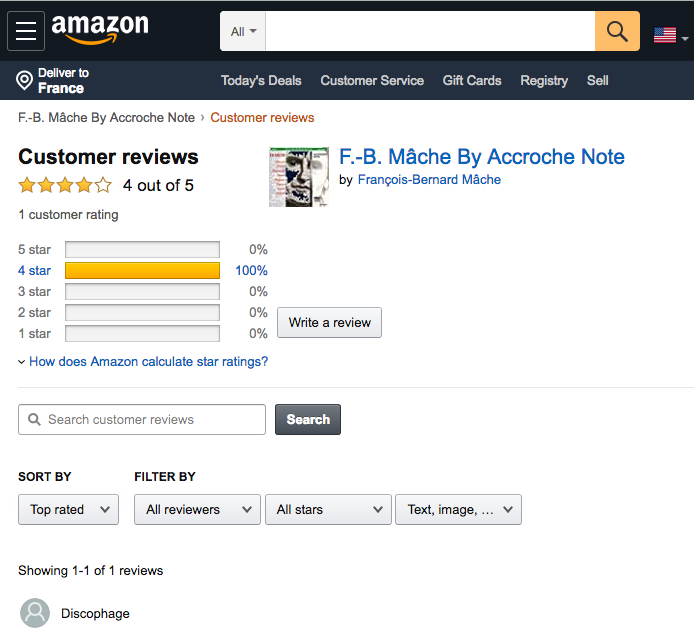 amazon
All
Deliver to
France
Today's Deals Customer Service Gift Cards Registry Sell
F.-B. Mâche By Accroche Note › Customer reviews
Customer reviews
4 out of 5
1 customer rating
F.-B. Mâche By Accroche Note
by François-Bernard Mâche
5 star 0%
4 star 100%
3 star 0%
2 star 0%
1 star 0%
Write a review
How does Amazon calculate star ratings?
Search customer reviews Search
SORT BY FILTER BY
Top rated All reviewers All stars Text, image, ...
Showing 1-1 of 1 reviews
Discophage